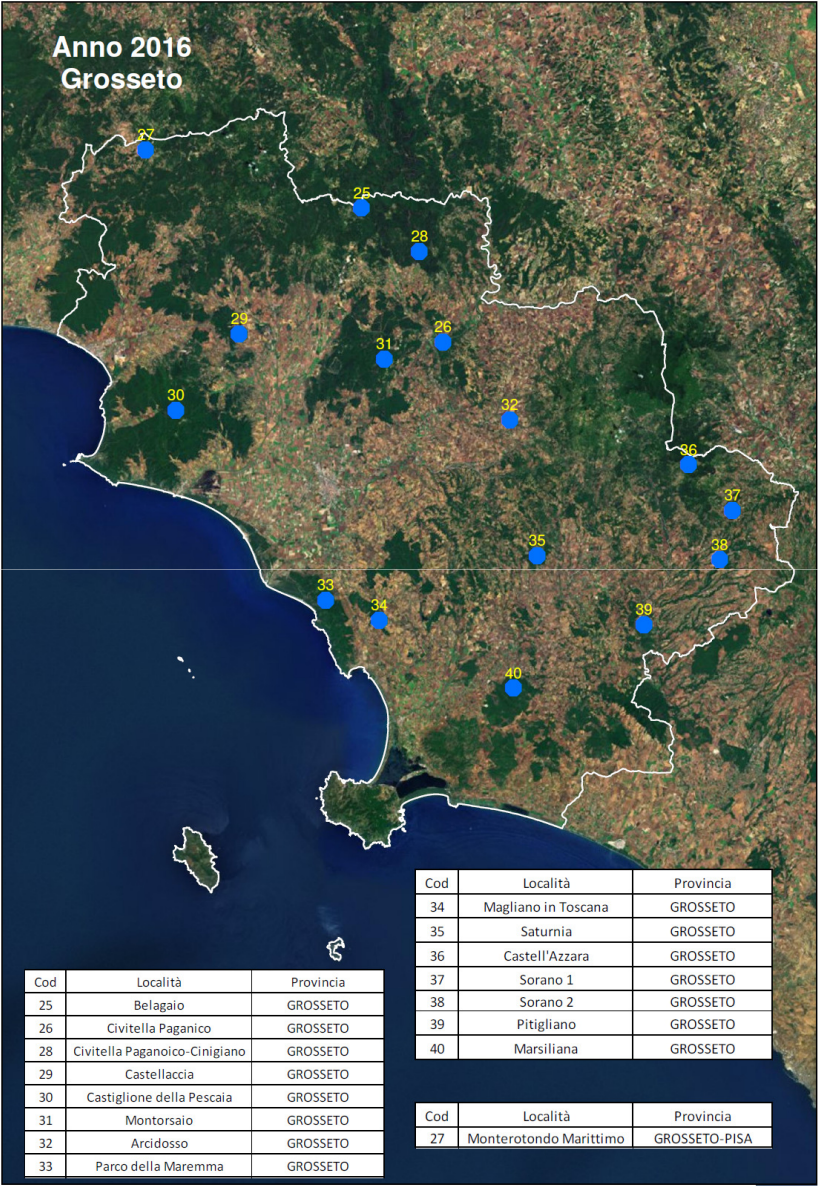 Anno 2016
Grosseto
27
25
28
29
26
31
30
32
36
37
35
38
33
34
39
40
Cod Località Provincia
34 Magliano in Toscana GROSSETO
35 Saturnia GROSSETO
36 Castell'Azzara GROSSETO
37 Sorano 1 GROSSETO
38 Sorano 2 GROSSETO
39 Pitigliano GROSSETO
40 Marsiliana GROSSETO
Cod Località Provincia
25 Belagaio GROSSETO
26 Civitella Paganico GROSSETO
28 Civitella Paganoico-Cinigiano GROSSETO
29 Castellaccia GROSSETO
30 Castiglione della Pescaia GROSSETO
31 Montorsaio GROSSETO
32 Arcidosso GROSSETO
33 Parco della Maremma GROSSETO
Cod Località Provincia
27 Monterotondo Marittimo GROSSETO-PISA